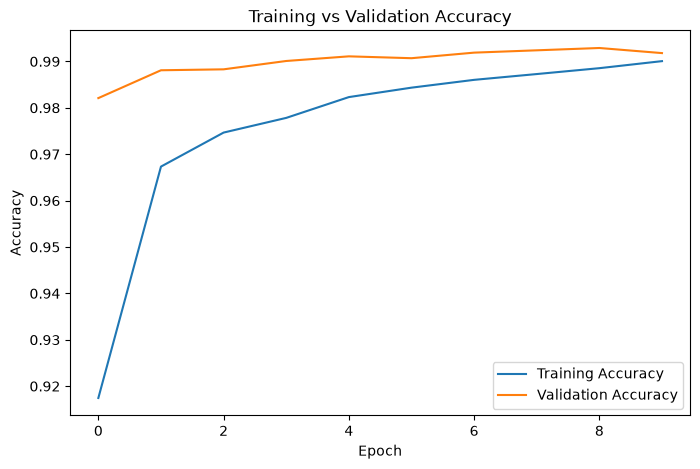 Training vs Validation Accuracy
0.99
0.98
0.97
0.96
0.95
0.94
0.93
0.92
Accuracy
0 2 4 6 8
Epoch
Training Accuracy
Validation Accuracy